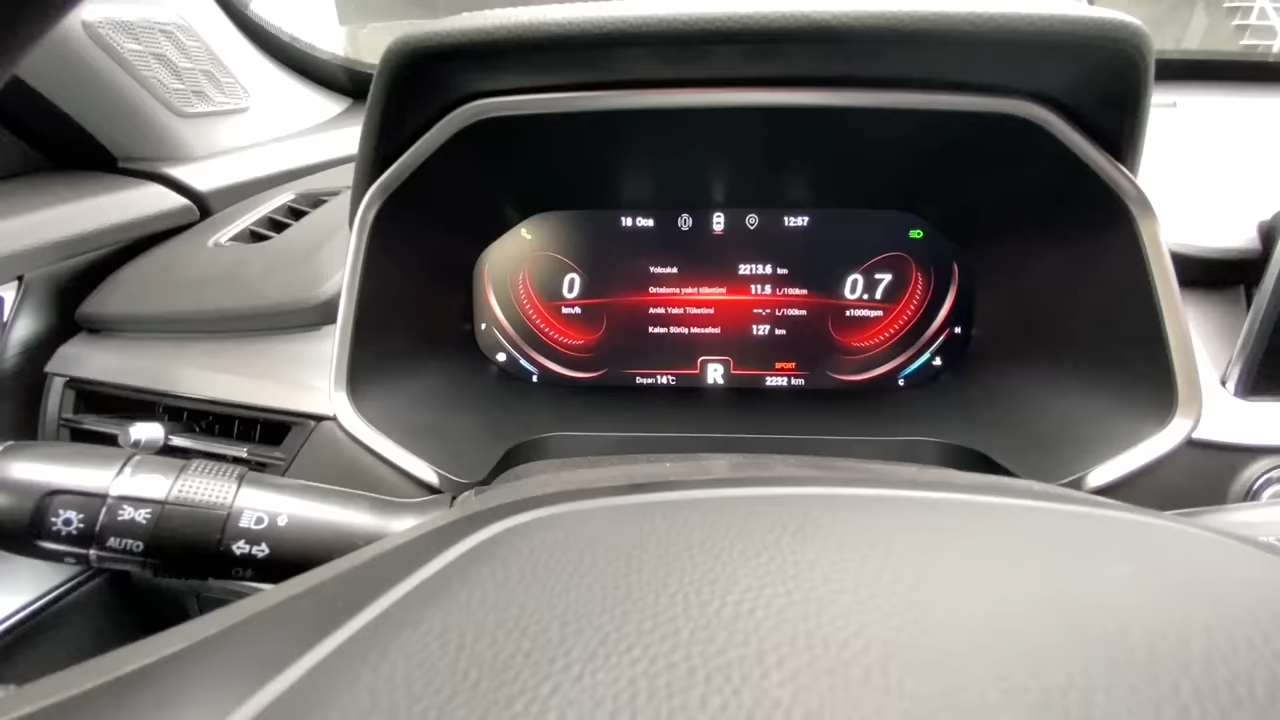 18 Oca 12:57
0
km/h
Yolculuk 2213.6 km
Ortalama yakıt tüketimi 11.5 L/100km
Anlık Yakıt Tüketimi --.- L/100km
Kalan Sürüş Mesafesi 127 km
0.7
x1000rpm
F
E
H
C
SPORT
Dışarı 14°C R 2232 km
AUTO